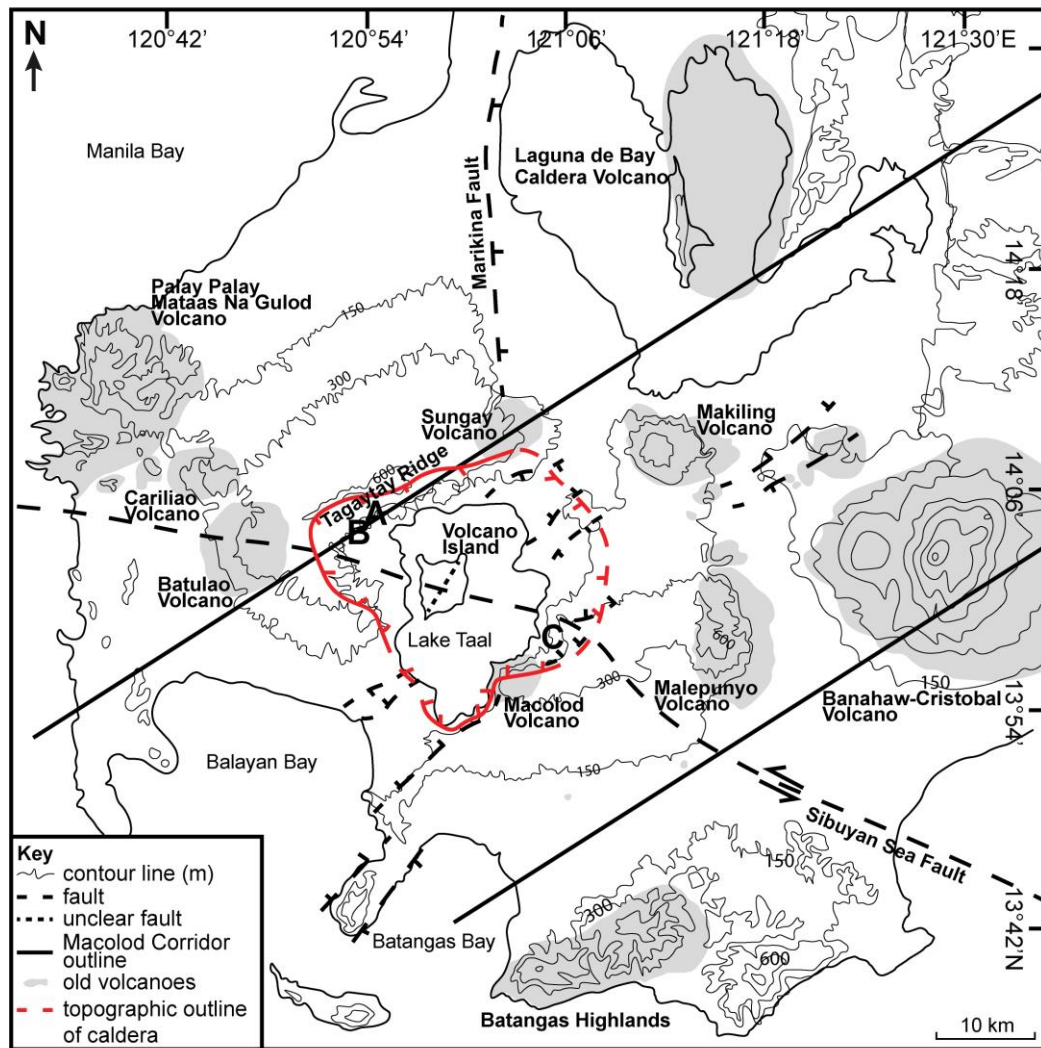 N
120°42’
120°54’
121°06’
121°18’
121°30’E
Manila Bay
Marikina Fault
Laguna de Bay
Caldera Volcano
14°18’
Palay Palay
Mataas Na Gulod
Volcano
150
300
Sungay
Volcano
Makiling
Volcano
600
Tagaytay Ridge
14°06’
Cariliao
Volcano
A
B
Volcano
Island
Batulao
Volcano
Lake Taal
C
600
300
150
Macolod
Volcano
Malepunyo
Volcano
Banahaw-Cristobal
Volcano
13°54’
Balayan Bay
150
Sibuyan Sea Fault
Key
contour line (m)
fault
unclear fault
Macolod Corridor
outline
old volcanoes
topographic outline
of caldera
150
300
600
13°42’N
Batangas Bay
Batangas Highlands
10 km